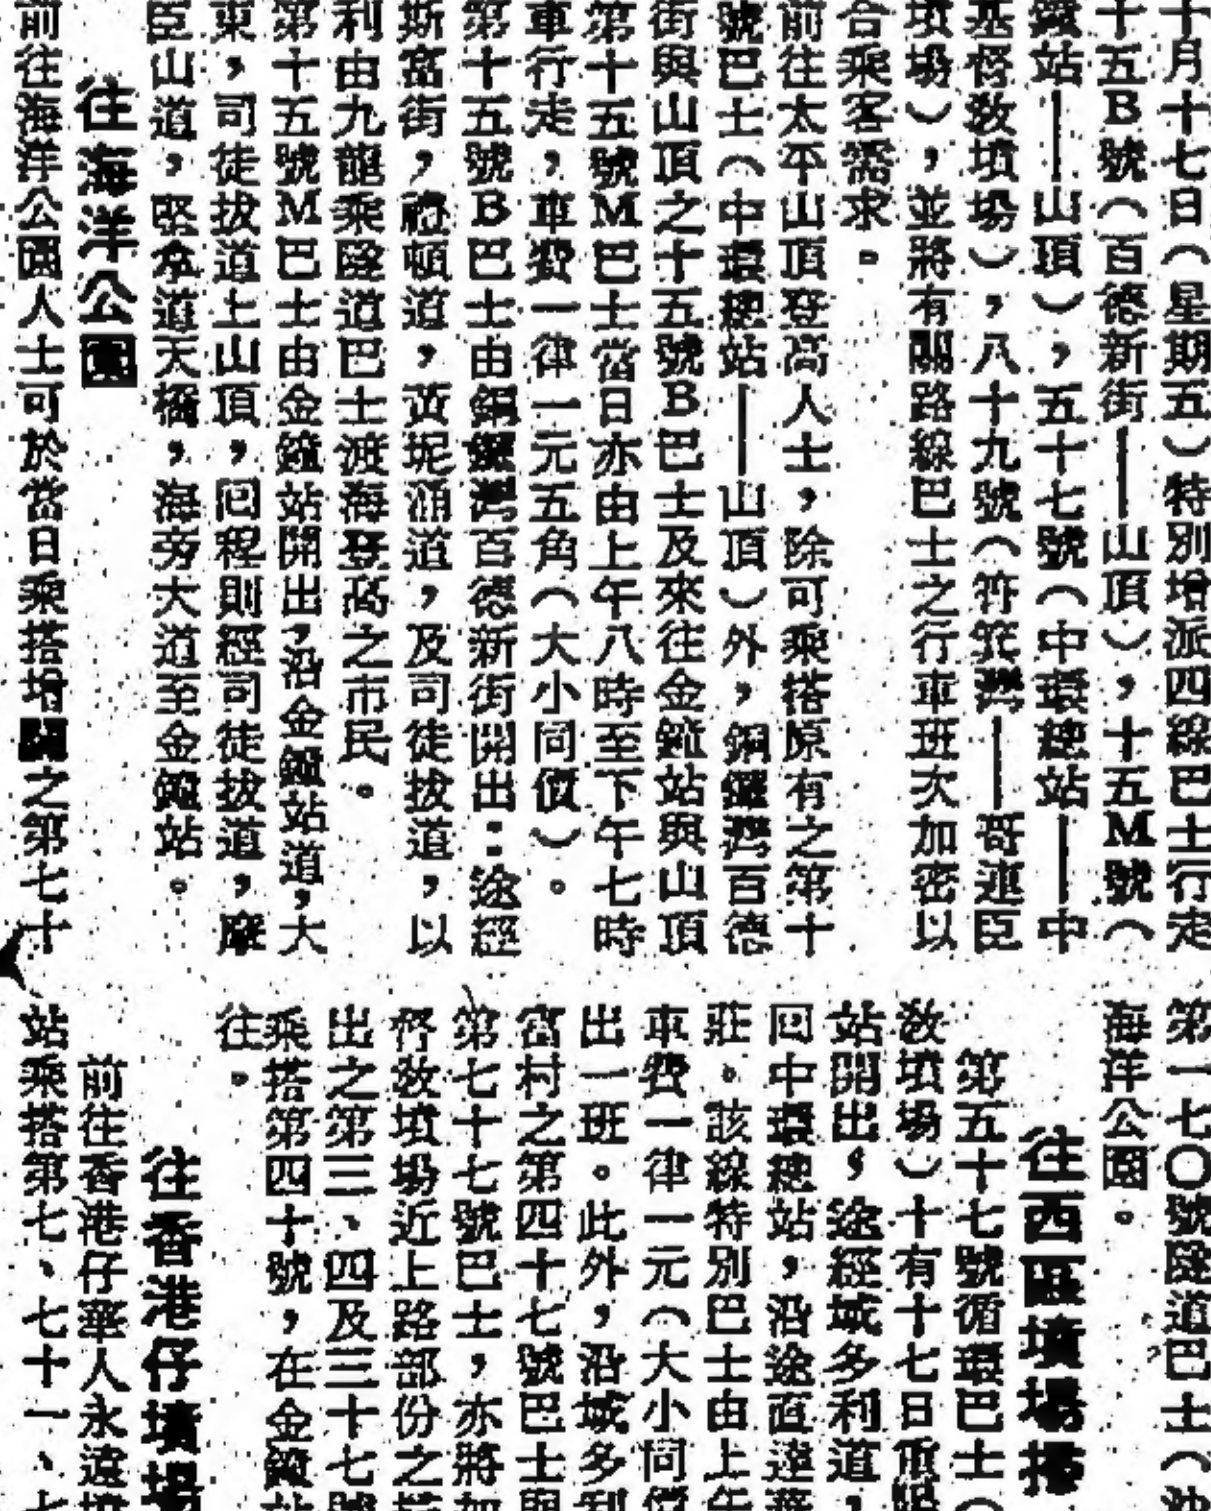 十月十七日（星期五）特別增派四線巴士行走
十五B號（百德新街——山頂），十五M號（
鐘站——山頂），五十七號（中環總站——中
基督教墳場），八十九號（筲箕灣——哥連臣
墳場），並將有關路線巴士之行車班次加密以
合乘客需求。
前往太平山頂登高人士，除可乘搭原有之第十
號巴士（中環總站——山頂）外，銅鑼灣百德
街與山頂之十五號B巴士及來往金鐘站與山頂
第十五號M巴士當日亦由上午八時至下午七時
車行走，車費一律一元五角（大小同價）。
第十五號B巴士由銅鑼灣百德新街開出：途經
斯富街，禮頓道，黃坭涌道，及司徒拔道，以
利由九龍乘隧道巴士渡海登高之市民。
第十五號M巴士由金鐘站開出，沿金鐘站道，大
東，司徒拔道上山頂，回程則經司徒拔道，摩
臣山道，堅拿道天橋，海旁大道至金鐘站。
往海洋公園
前往海洋公園人士可於當日乘搭增開之第七十
第一七〇號隧道巴士（沙
海洋公園。
往西區墳場掃
第五十七號循環巴士（
教墳場）十有十七日重陽
站開出，途經域多利道，
回中環總站，沿途直達華
莊。該線特別巴士由上午
車費一律一元（大小同價
出一班。此外，沿域多利
富村之第四十七號巴士與
第七十七號巴士，亦將加
督教墳場近上路部份之搭
出之第三、四及三十七號
乘搭第四十號，在金鐘站
往。
往香港仔墳場
前往香港仔華人永遠墳
站乘搭第七、七十一、七